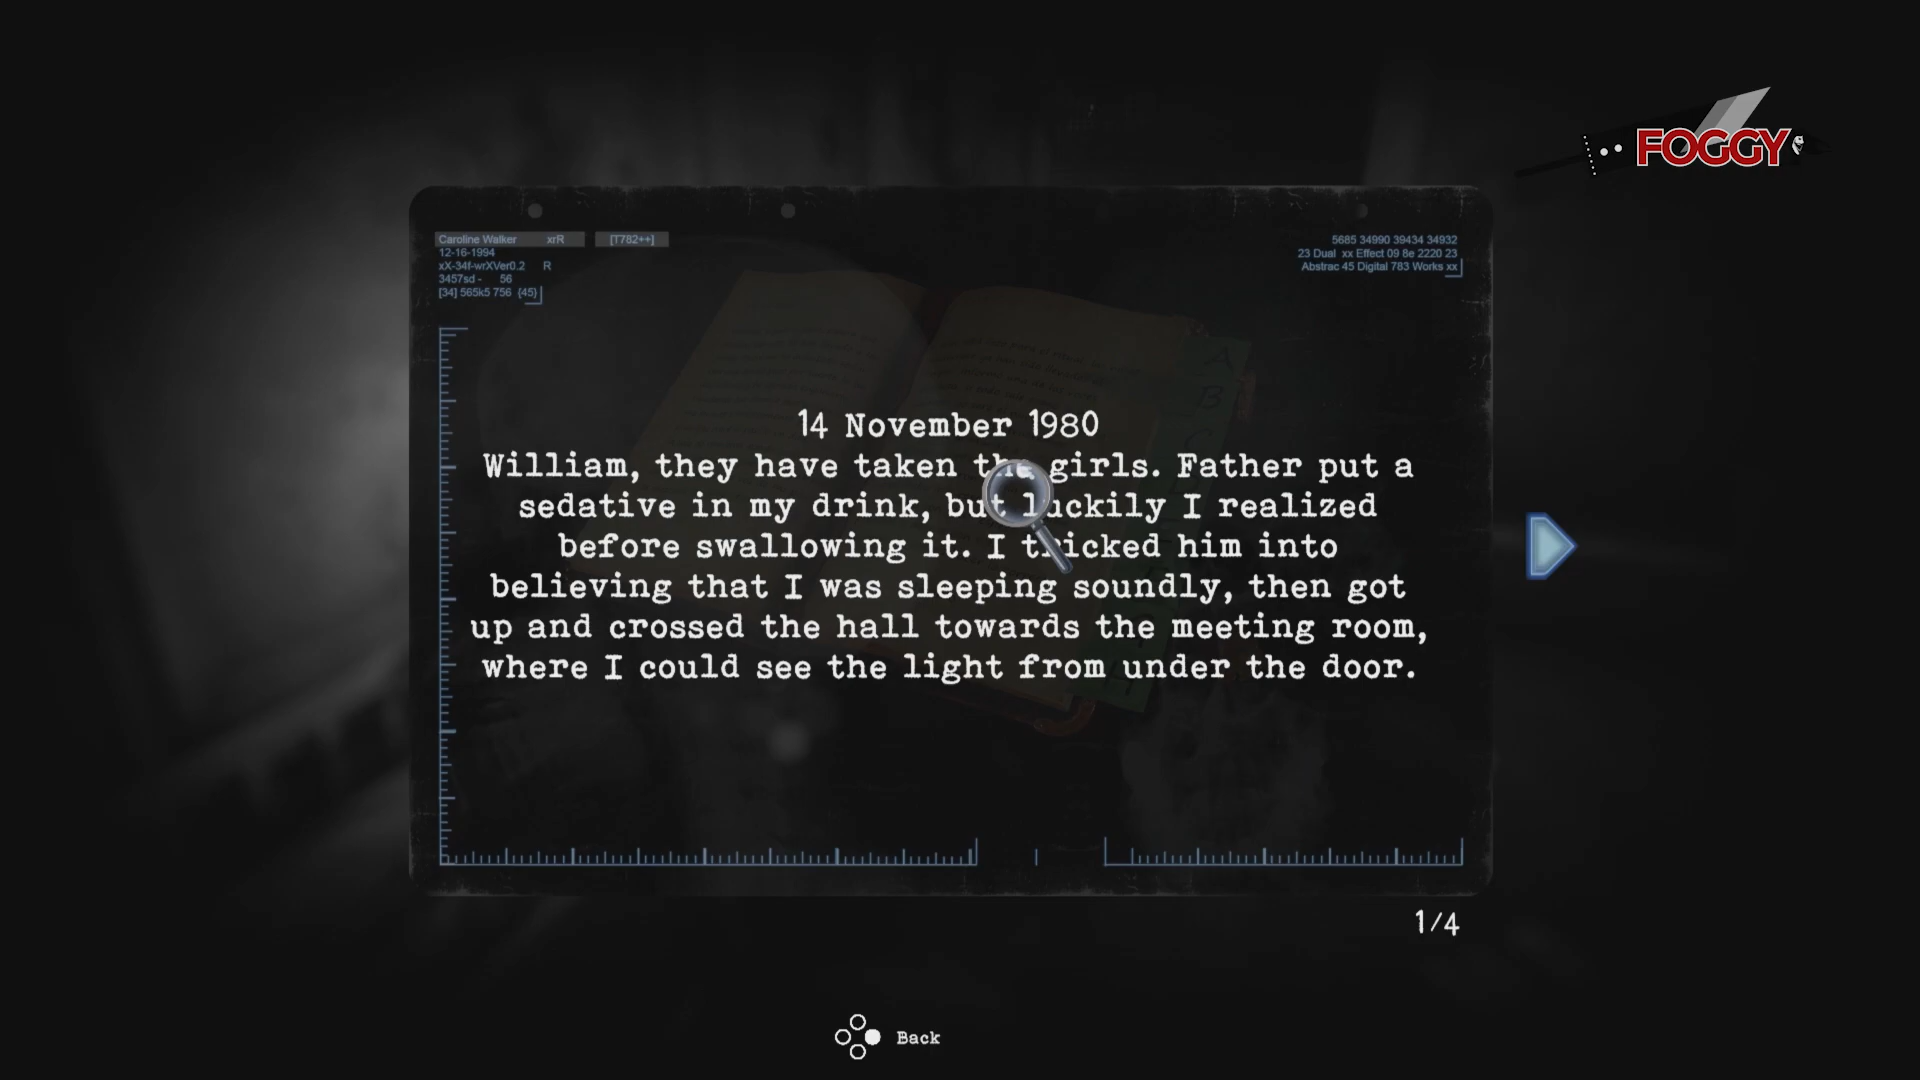 FOGGY
Caroline Walker xrR [T782++]
12-16-1994
xX-34f-wrXVer0.2 R
3457sd - 56
[34] 565k5 756 {45}
5685 34990 39434 34932
23 Dual xx Effect 09 8e 2220 23
Abstrac 45 Digital 783 Works xx
14 November 1980
William, they have taken the girls. Father put a
sedative in my drink, but luckily I realized
before swallowing it. I tricked him into
believing that I was sleeping soundly, then got
up and crossed the hall towards the meeting room,
where I could see the light from under the door.
1/4
Back